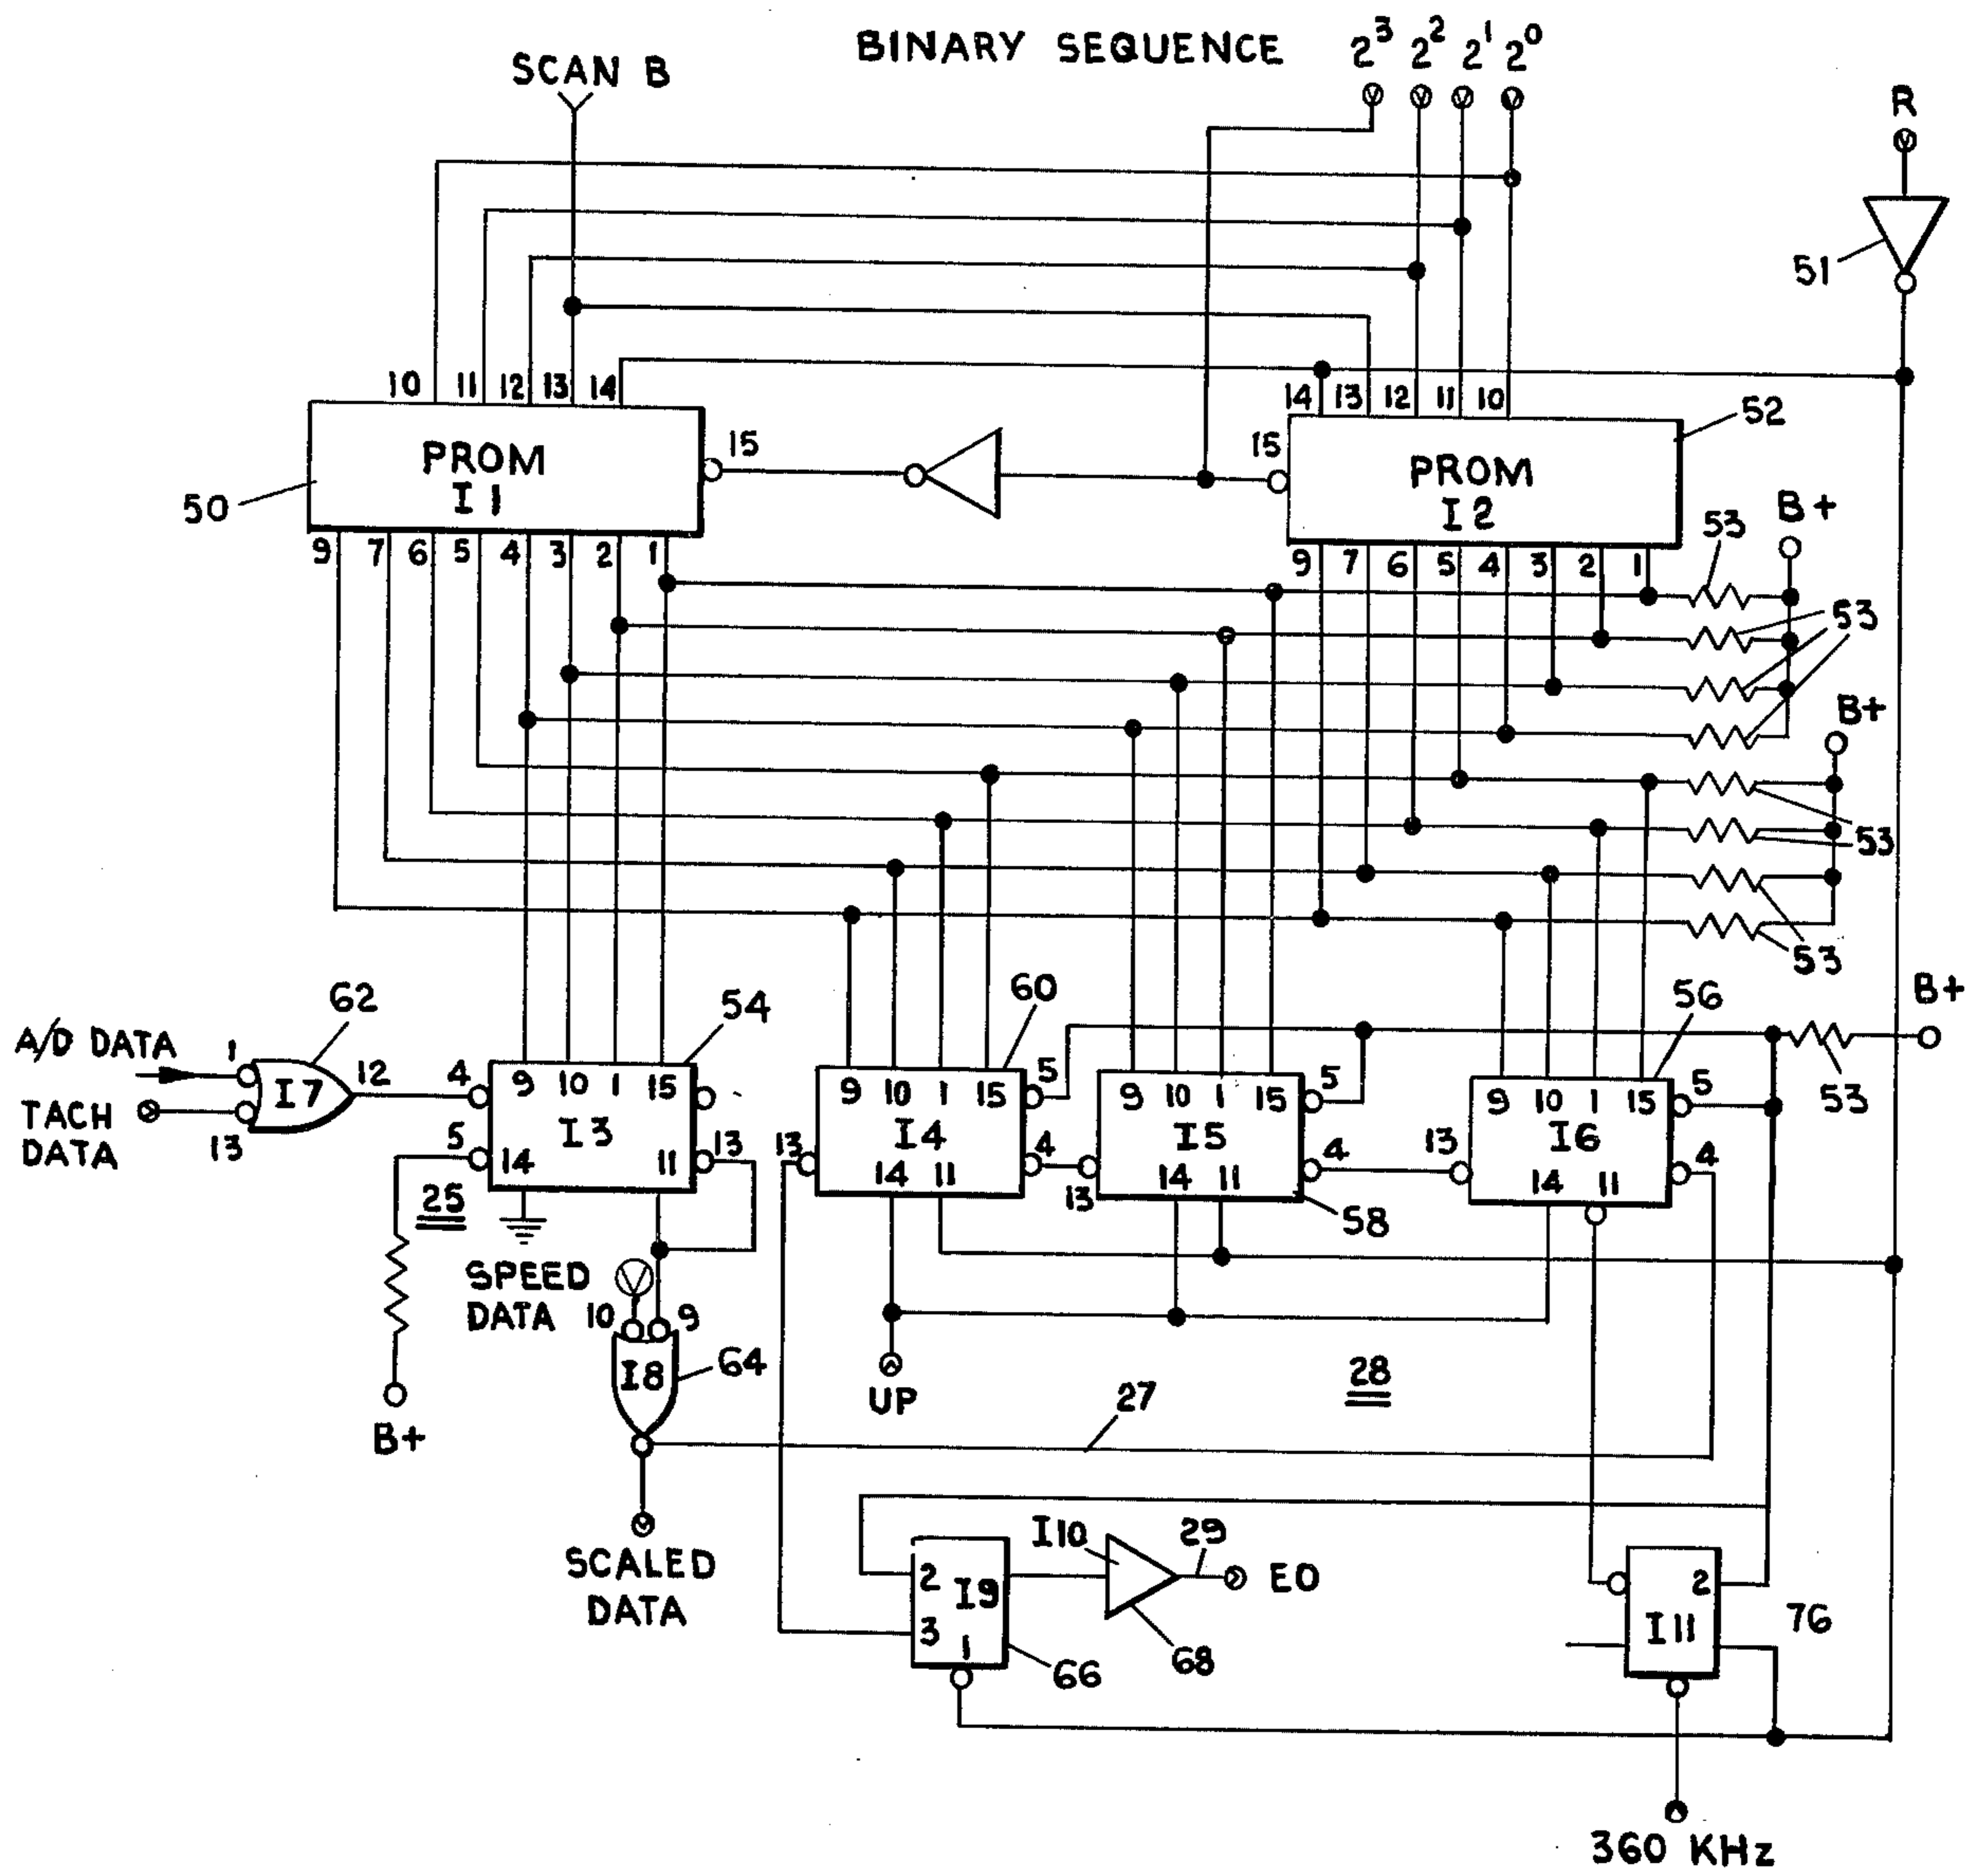 BINARY SEQUENCE 2³ 2² 2¹ 2⁰
SCAN B
R
51
10 11 12 13 14
14 13 12 11 10
52
PROM
I1
15
15
PROM
I2
50
B+
53
9 7 6 5 4 3 2 1
9 7 6 5 4 3 2 1
53
B+
53
53
62
54
60
56
B+
A/D DATA
1
I7
12
TACH
DATA
13
4
5
9 10 1 15
I3
14 11
13
25
9 10 1 15
I4
14 11
13
5
4
9 10 1 15
I5
14 11
13
5
4
58
9 10 1 15
I6
14 11
13
5
4
53
SPEED
DATA
10 9
I8
64
B+
UP
28
27
SCALED
DATA
2
3
I9
1
66
I10
29
EO
68
2
I11
76
360 KHz